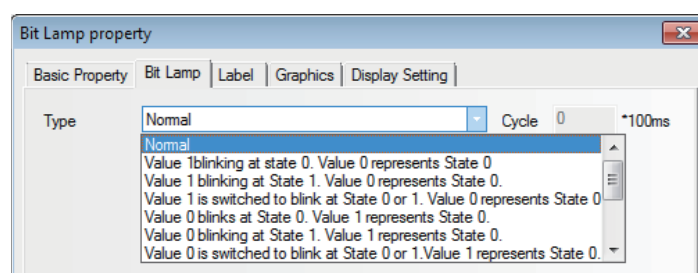 Bit Lamp property
Basic Property Bit Lamp Label Graphics Display Setting
Type Normal Cycle 0 *100ms
Normal
Value 1blinking at state 0. Value 0 represents State 0
Value 1 blinking at State 1. Value 0 represents State 0.
Value 1 is switched to blink at State 0 or 1. Value 0 represents State 0
Value 0 blinks at State 0. Value 1 represents State 0.
Value 0 blinking at State 1. Value 1 represents State 0.
Value 0 is switched to blink at State 0 or 1.Value 1 represents State 0.